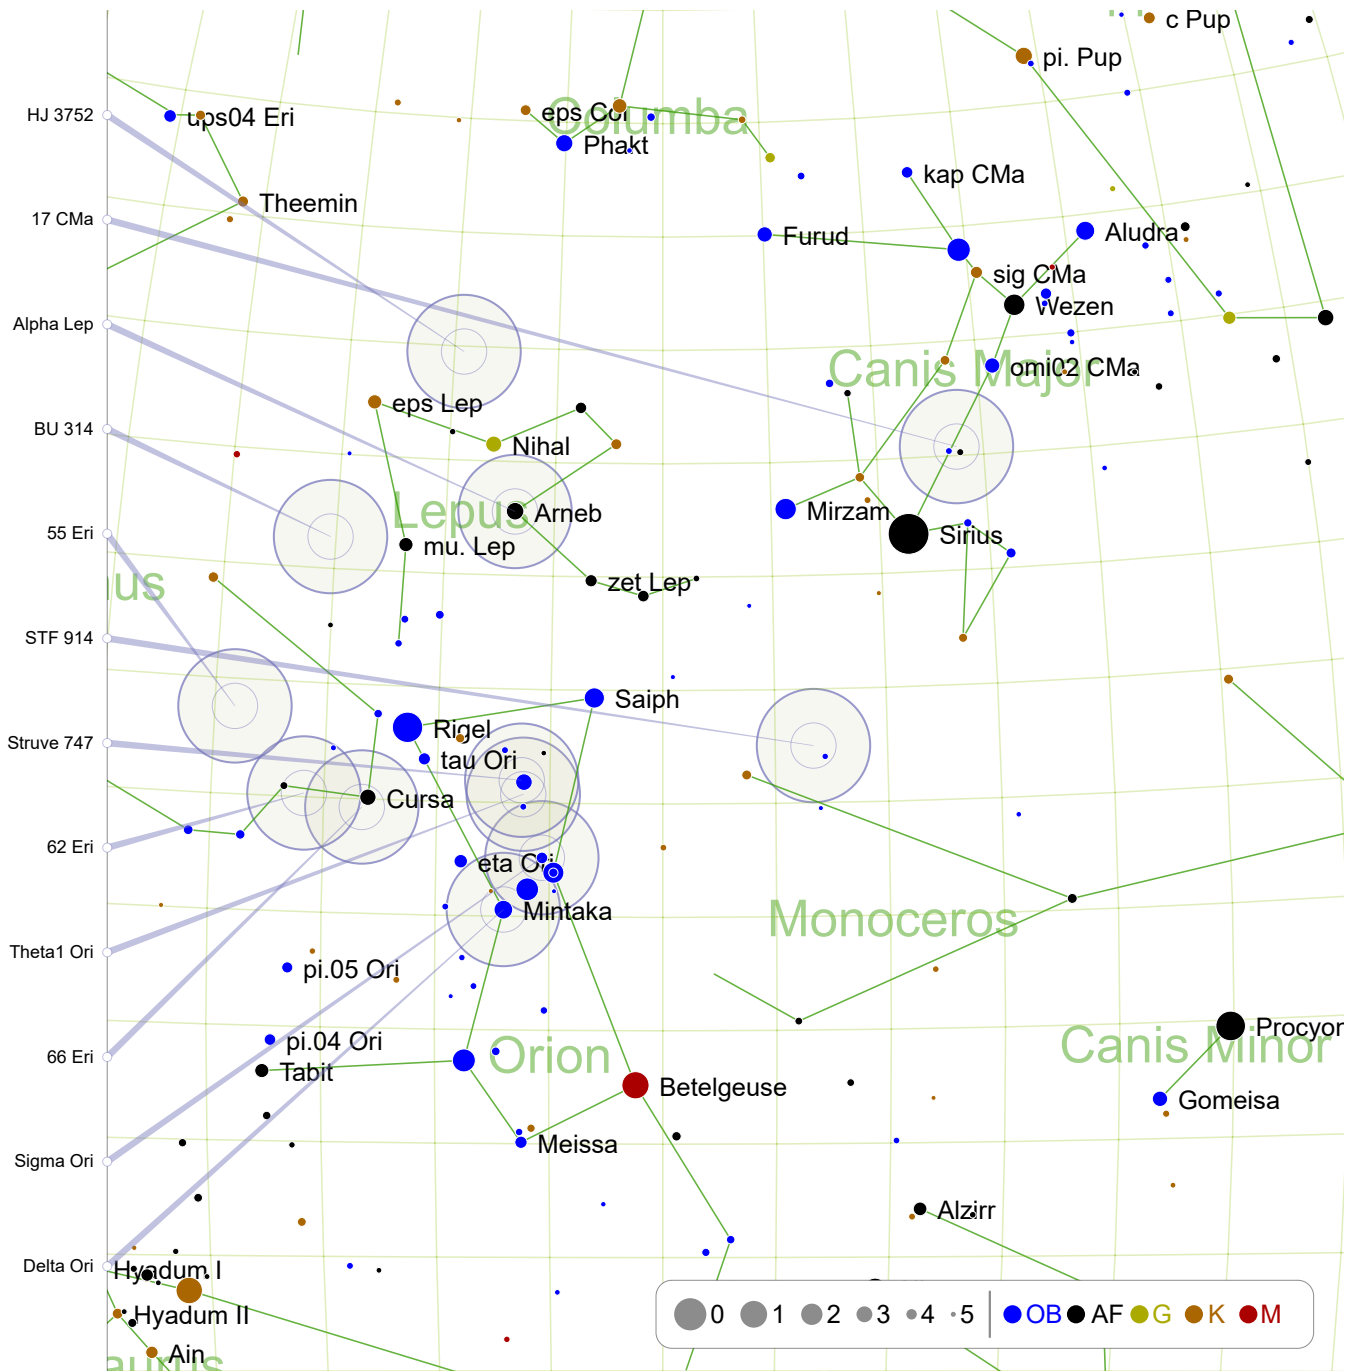 c Pup
pi. Pup
HJ 3752
ups04 Eri
eps Col
Columba
Phakt
kap CMa
Theemin
17 CMa
Furud
Aludra
sig CMa
Wezen
Alpha Lep
Canis Major
omi02 CMa
eps Lep
BU 314
Nihal
Lepus
Arneb
Mirzam
55 Eri
Sirius
mu. Lep
zet Lep
nus
STF 914
Saiph
Rigel
Struve 747
tau Ori
Cursa
62 Eri
eta Ori
Mintaka
Monoceros
Theta1 Ori
pi.05 Ori
Procyor
pi.04 Ori
Orion
Canis Minor
66 Eri
Tabit
Betelgeuse
Gomeisa
Meissa
Sigma Ori
Alzirr
Delta Ori
Hyadum I
Hyadum II
0 1 2 3 4 5 OB AF G K M
Ain
aurus